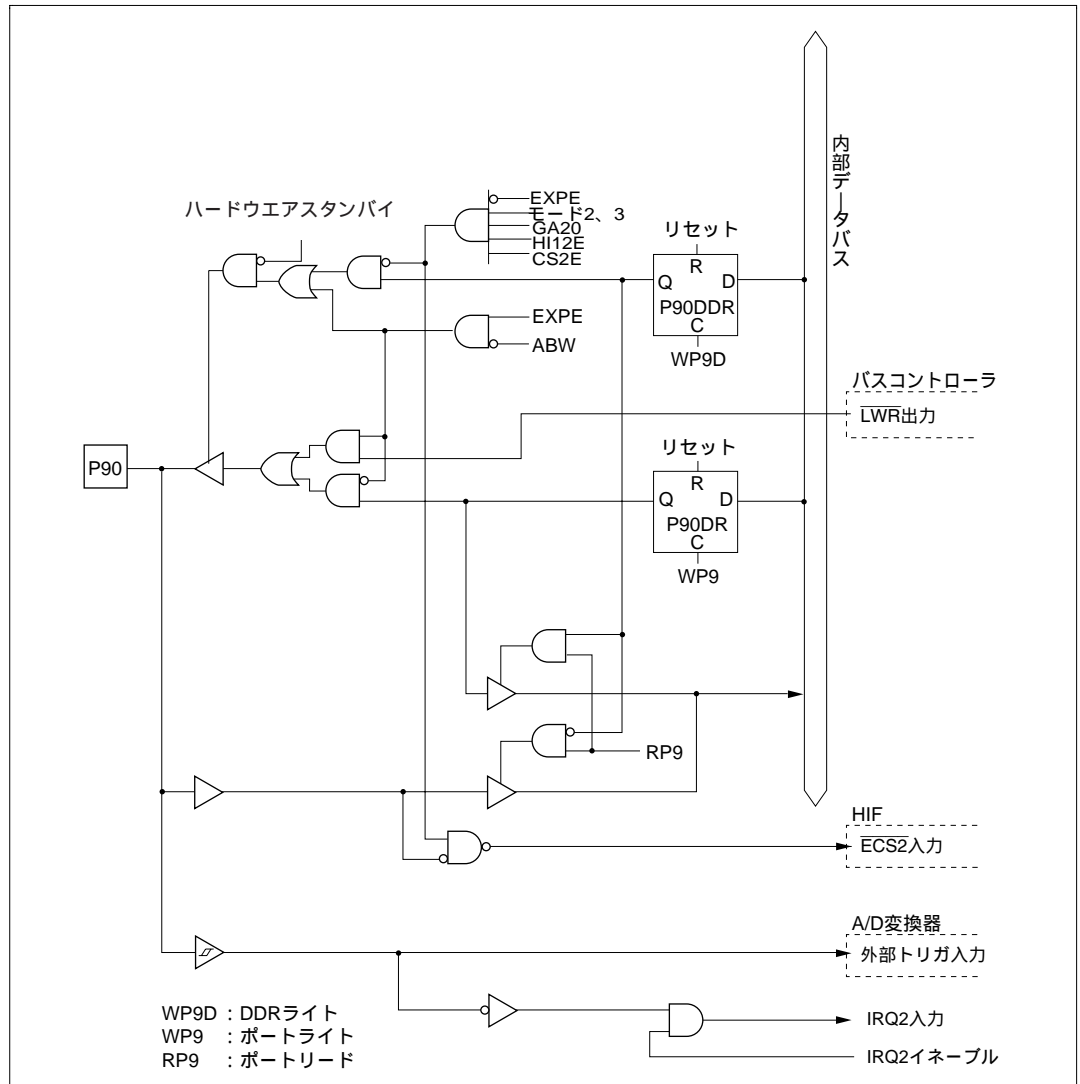 内部データバス
ハードウエアスタンバイ
EXPE
モード2、3
GA20
HI12E
CS2E
リセット
R
Q D
P90DDR
C
WP9D
EXPE
ABW
バスコントローラ
LWR出力
リセット
R
Q D
P90DR
C
WP9
P90
RP9
HIF
ECS2入力
A/D変換器
外部トリガ入力
IRQ2入力
IRQ2イネーブル
WP9D : DDRライト
WP9 : ポートライト
RP9 : ポートリード